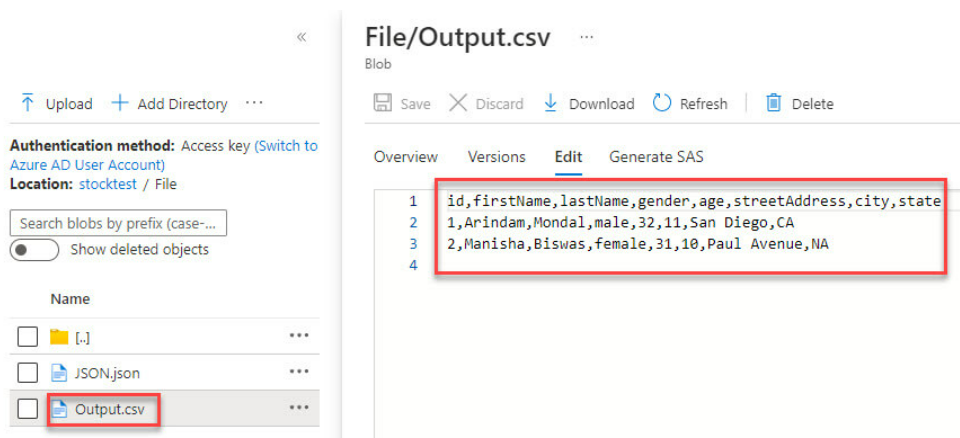 «
Upload Add Directory ···
Authentication method: Access key (Switch to
Azure AD User Account)
Location: stocktest / File
Search blobs by prefix (case-...
Show deleted objects
Name
[..] ···
JSON.json ···
Output.csv ···
File/Output.csv ···
Blob
Save Discard Download Refresh Delete
Overview Versions Edit Generate SAS
1 id,firstName,lastName,gender,age,streetAddress,city,state
2 1,Arindam,Mondal,male,32,11,San Diego,CA
3 2,Manisha,Biswas,female,31,10,Paul Avenue,NA
4